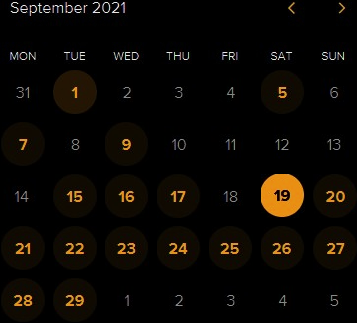 September 2021 < >
MON TUE WED THU FRI SAT SUN
31 1 2 3 4 5 6
7 8 9 10 11 12 13
14 15 16 17 18 19 20
21 22 23 24 25 26 27
28 29 1 2 3 4 5